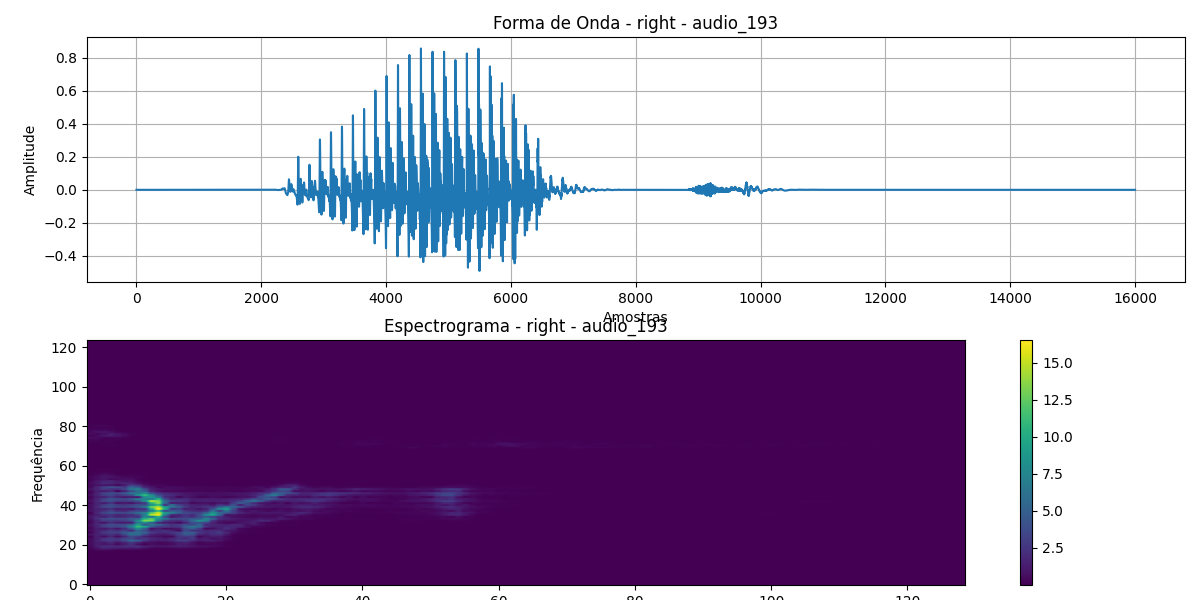 Forma de Onda - right - audio_193
Amplitude
0.8
0.6
0.4
0.2
0.0
−0.2
−0.4
0 2000 4000 6000 8000 10000 12000 14000 16000
Amostras
Espectrograma - right - audio_193
Frequência
120
100
80
60
40
20
0
0 20 40 60 80 100 120
15.0
12.5
10.0
7.5
5.0
2.5